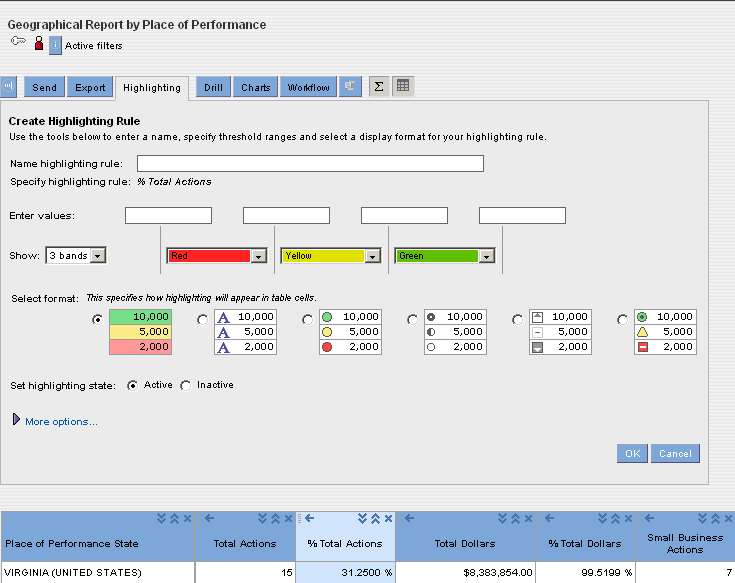 Geographical Report by Place of Performance
Active filters
Send Export Highlighting Drill Charts Workflow Σ
Create Highlighting Rule
Use the tools below to enter a name, specify threshold ranges and select a display format for your highlighting rule.
Name highlighting rule:
Specify highlighting rule: % Total Actions
Enter values:
Show: 3 bands Red Yellow Green
Select format: This specifies how highlighting will appear in table cells.
10,000 A 10,000 10,000 10,000 10,000 10,000
5,000 A 5,000 5,000 5,000 5,000 5,000
2,000 A 2,000 2,000 2,000 2,000 2,000
Set highlighting state: Active Inactive
More options...
OK Cancel
Place of Performance State Total Actions % Total Actions Total Dollars % Total Dollars Small Business Actions
VIRGINIA (UNITED STATES) 15 31.2500 % $8,383,854.00 99.5199 % 7